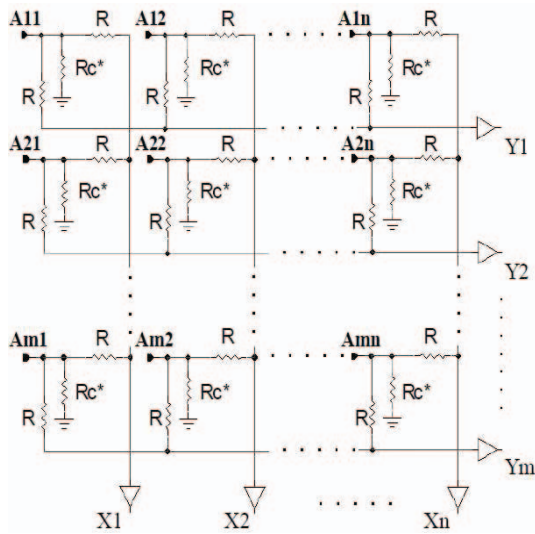 A11 R A12 R A1n R
R Rc* R Rc* R Rc*
Y1
A21 R A22 R A2n R
R Rc* R Rc* R Rc*
Y2
Am1 R Am2 R Amn R
R Rc* R Rc* R Rc*
Ym
X1 X2 Xn